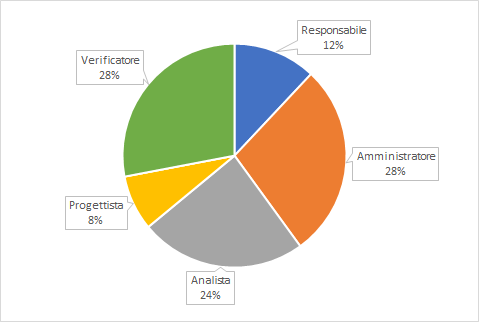 Responsabile
12%
Verificatore
28%
Amministratore
28%
Progettista
8%
Analista
24%